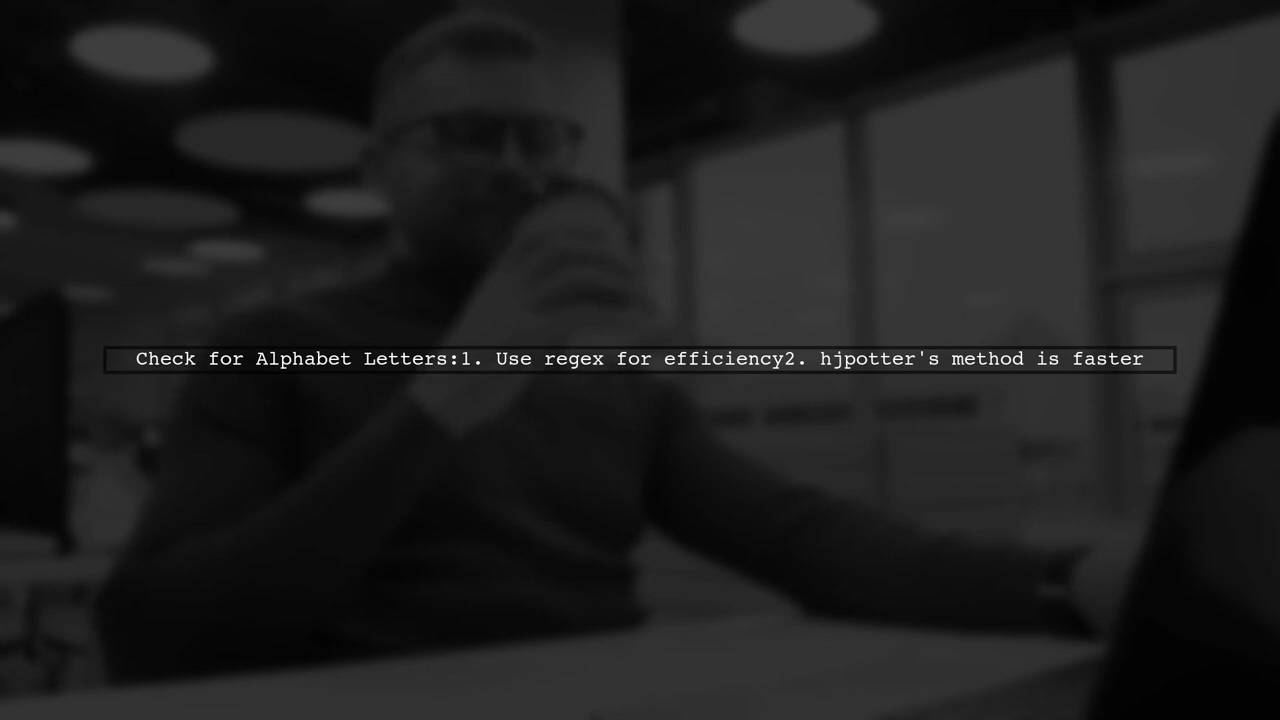 Check for Alphabet Letters:1. Use regex for efficiency2. hjpotter's method is faster